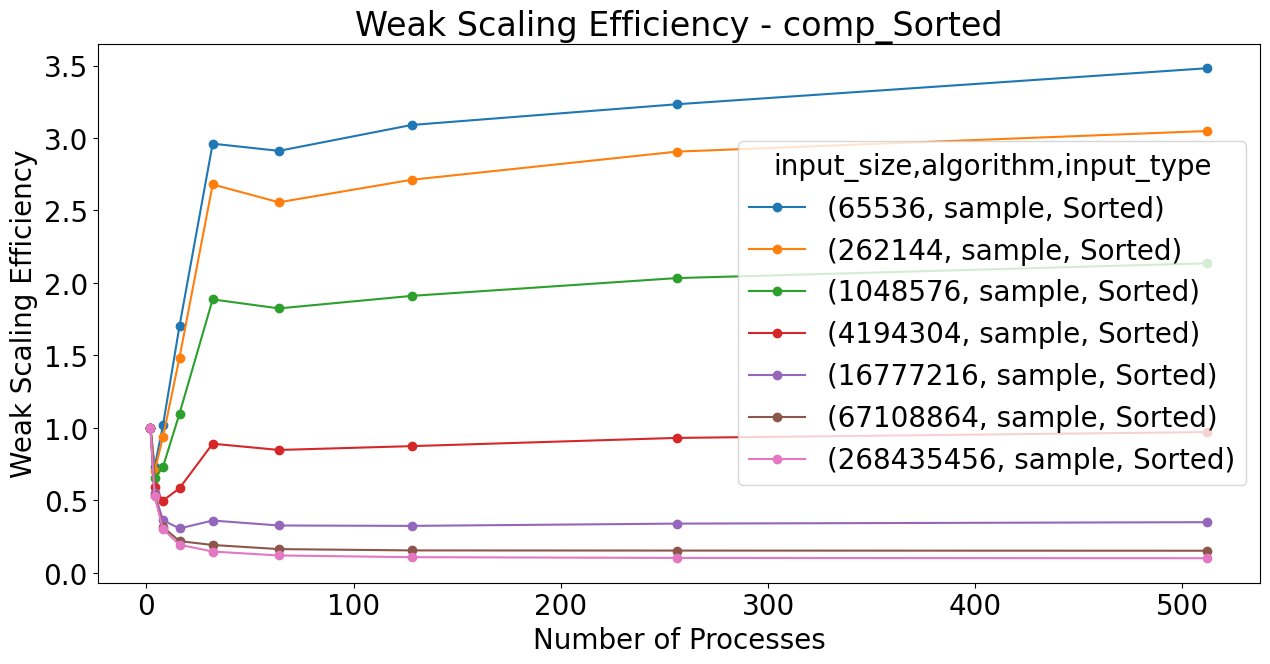 Weak Scaling Efficiency - comp_Sorted
Weak Scaling Efficiency
3.5
3.0
2.5
2.0
1.5
1.0
0.5
0.0
input_size,algorithm,input_type
(65536, sample, Sorted)
(262144, sample, Sorted)
(1048576, sample, Sorted)
(4194304, sample, Sorted)
(16777216, sample, Sorted)
(67108864, sample, Sorted)
(268435456, sample, Sorted)
0 100 200 300 400 500
Number of Processes